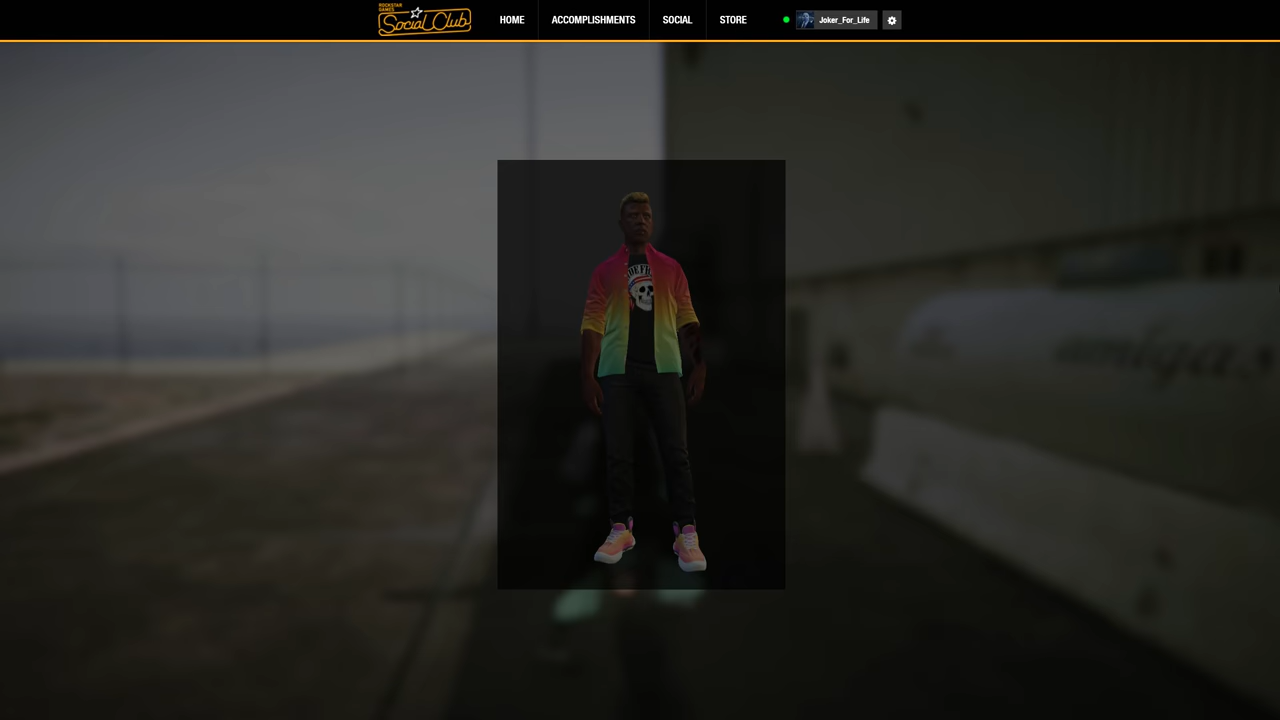 ROCKSTAR
GAMES
Social Club
HOME
ACCOMPLISHMENTS
SOCIAL
STORE
Joker_For_Life